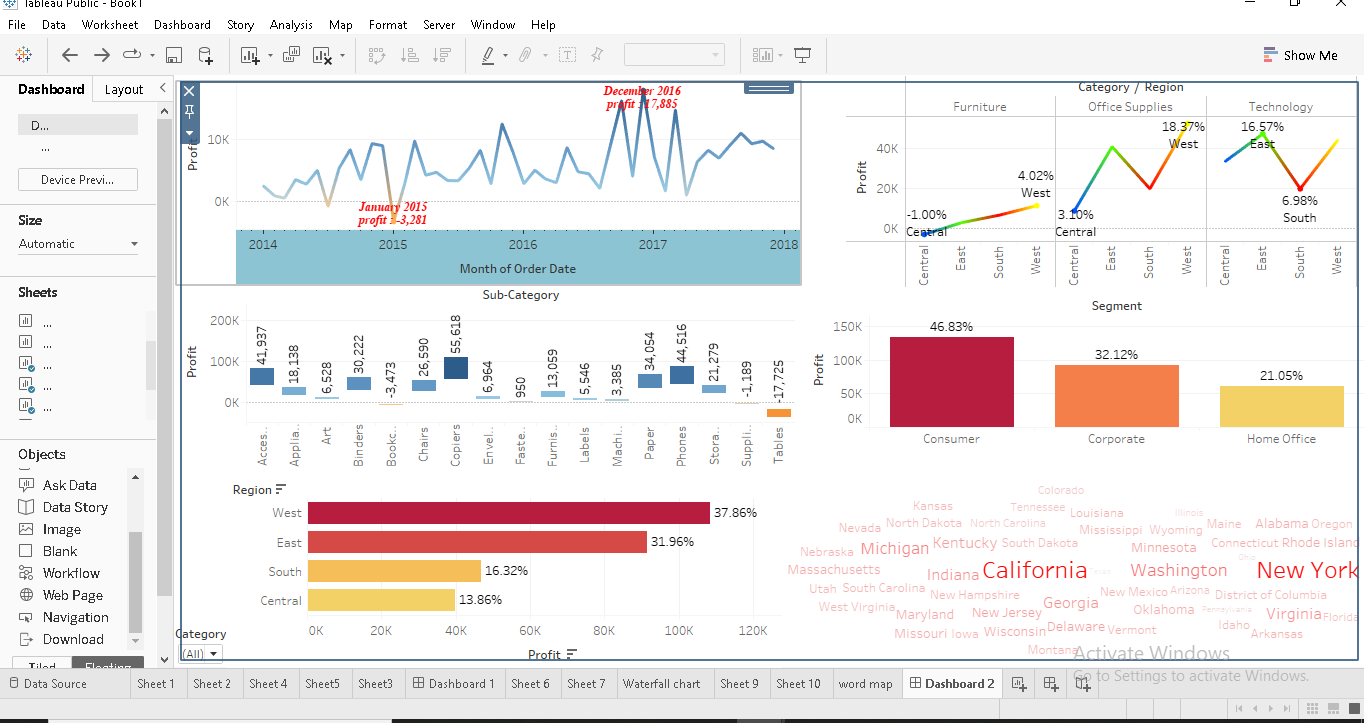 Tableau Public - Book1
File Data Worksheet Dashboard Story Analysis Map Format Server Window Help
Show Me
Dashboard Layout
D...
...
Device Previ...
Size
Automatic
Sheets
...
...
...
...
...
Objects
Ask Data
Data Story
Image
Blank
Workflow
Web Page
Navigation
Download
Tiled Floating
December 2016
profit : 17,885
Profit
10K
0K
January 2015
profit : -3,281
2014 2015 2016 2017 2018
Month of Order Date
Category / Region
Furniture Office Supplies Technology
Profit
40K
20K
0K
-1.00%
Central
4.02%
West
3.10%
Central
18.37%
West
16.57%
East
6.98%
South
Central East South West Central East South West Central East South West
Sub-Category
Profit
200K
100K
0K
41,937 18,138 6,528 30,222 -3,473 26,590 55,618 6,964 950 13,059 5,546 3,385 34,054 44,516 21,279 -1,189 -17,725
Acces.. Applia.. Art Binders Bookc.. Chairs Copiers Envel.. Faste.. Furnis.. Labels Machi.. Paper Phones Stora.. Suppli.. Tables
Segment
Profit
150K
100K
50K
0K
46.83% 32.12% 21.05%
Consumer Corporate Home Office
Region
West 37.86%
East 31.96%
South 16.32%
Central 13.86%
0K 20K 40K 60K 80K 100K 120K
Profit
Category
(All)
Colorado
Kansas Tennessee Louisiana Illinois
Nevada North Dakota North Carolina Mississippi Wyoming Maine Alabama Oregon
Nebraska Michigan Kentucky South Dakota Minnesota Connecticut Rhode Island
Ohio
Massachusetts Indiana California Texas Washington New York
Utah South Carolina New Hampshire New Mexico Arizona District of Columbia
West Virginia Maryland New Jersey Georgia Oklahoma Pennsylvania Virginia Florida
Missouri Iowa Wisconsin Delaware Vermont Idaho Arkansas
Montana
Activate Windows
Go to Settings to activate Windows.
Data Source Sheet 1 Sheet 2 Sheet 4 Sheet5 Sheet3 Dashboard 1 Sheet 6 Sheet 7 Waterfall chart Sheet 9 Sheet 10 word map Dashboard 2